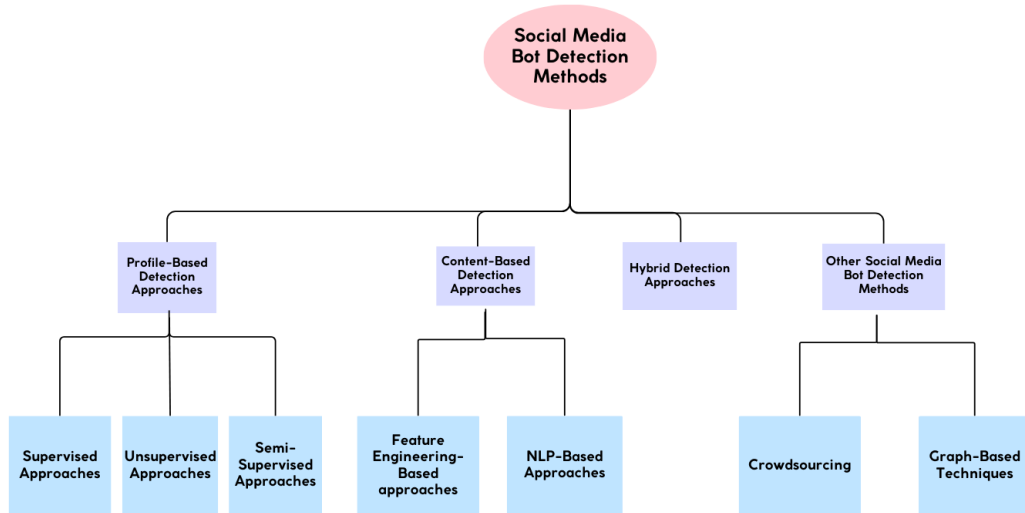 Social Media
Bot Detection
Methods
Profile-Based
Detection
Approaches
Content-Based
Detection
Approaches
Hybrid Detection
Approaches
Other Social Media
Bot Detection
Methods
Supervised
Approaches
Unsupervised
Approaches
Semi-
Supervised
Approaches
Feature
Engineering-
Based
approaches
NLP-Based
Approaches
Crowdsourcing
Graph-Based
Techniques